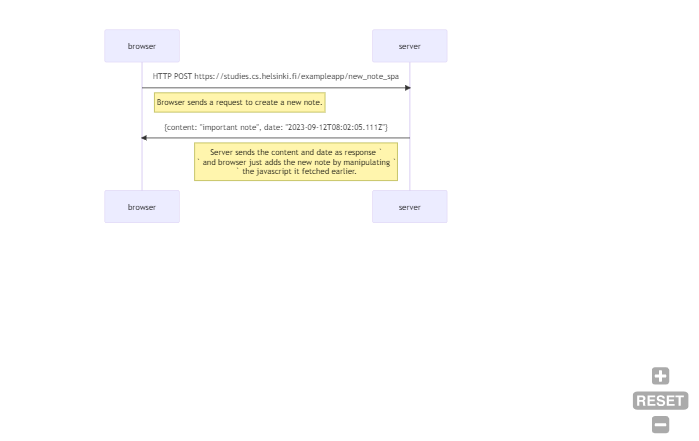 browser
server
HTTP POST https://studies.cs.helsinki.fi/exampleapp/new_note_spa
Browser sends a request to create a new note.
{content: "important note", date: "2023-09-12T08:02:05.111Z"}
Server sends the content and date as response `
` and browser just adds the new note by manipulating `
` the javascript it fetched earlier.
browser
server
RESET